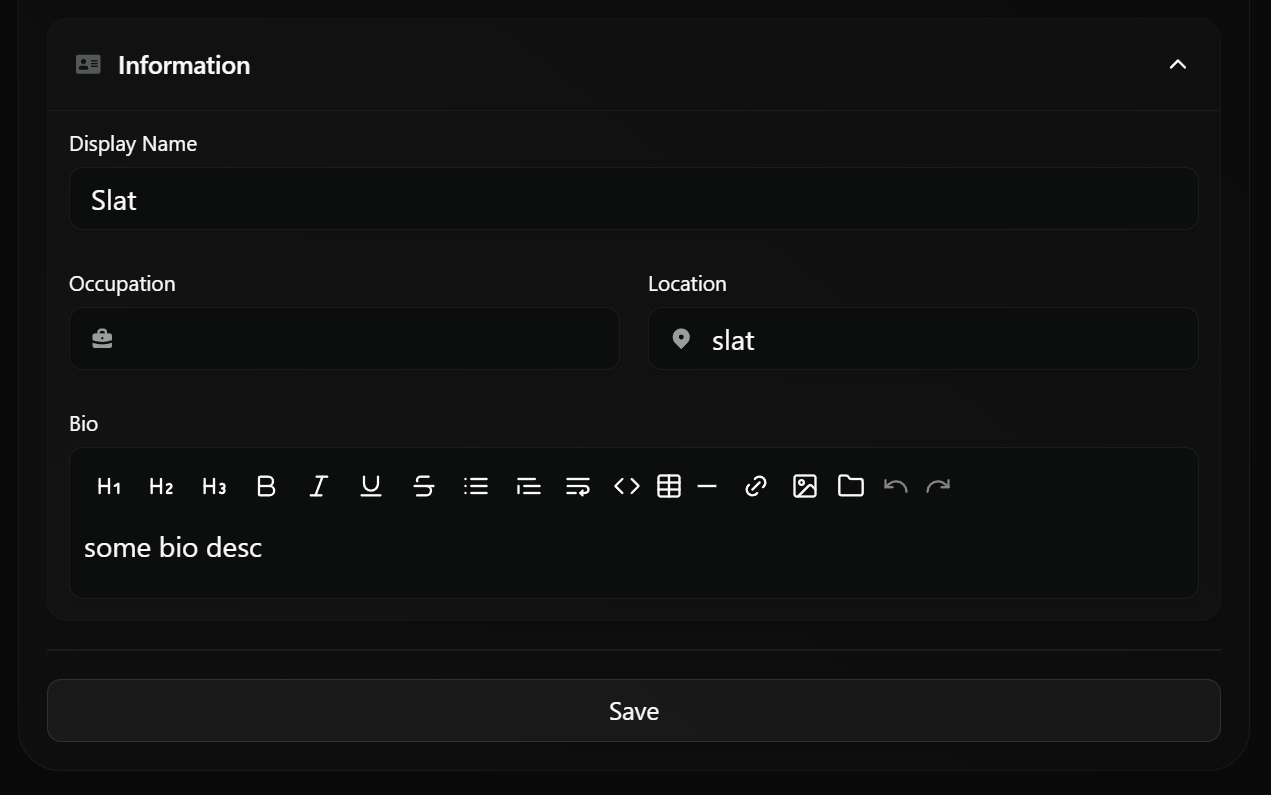 Information
Display Name
Slat
Occupation
Location
slat
Bio
H1 H2 H3 B I U S
some bio desc
Save